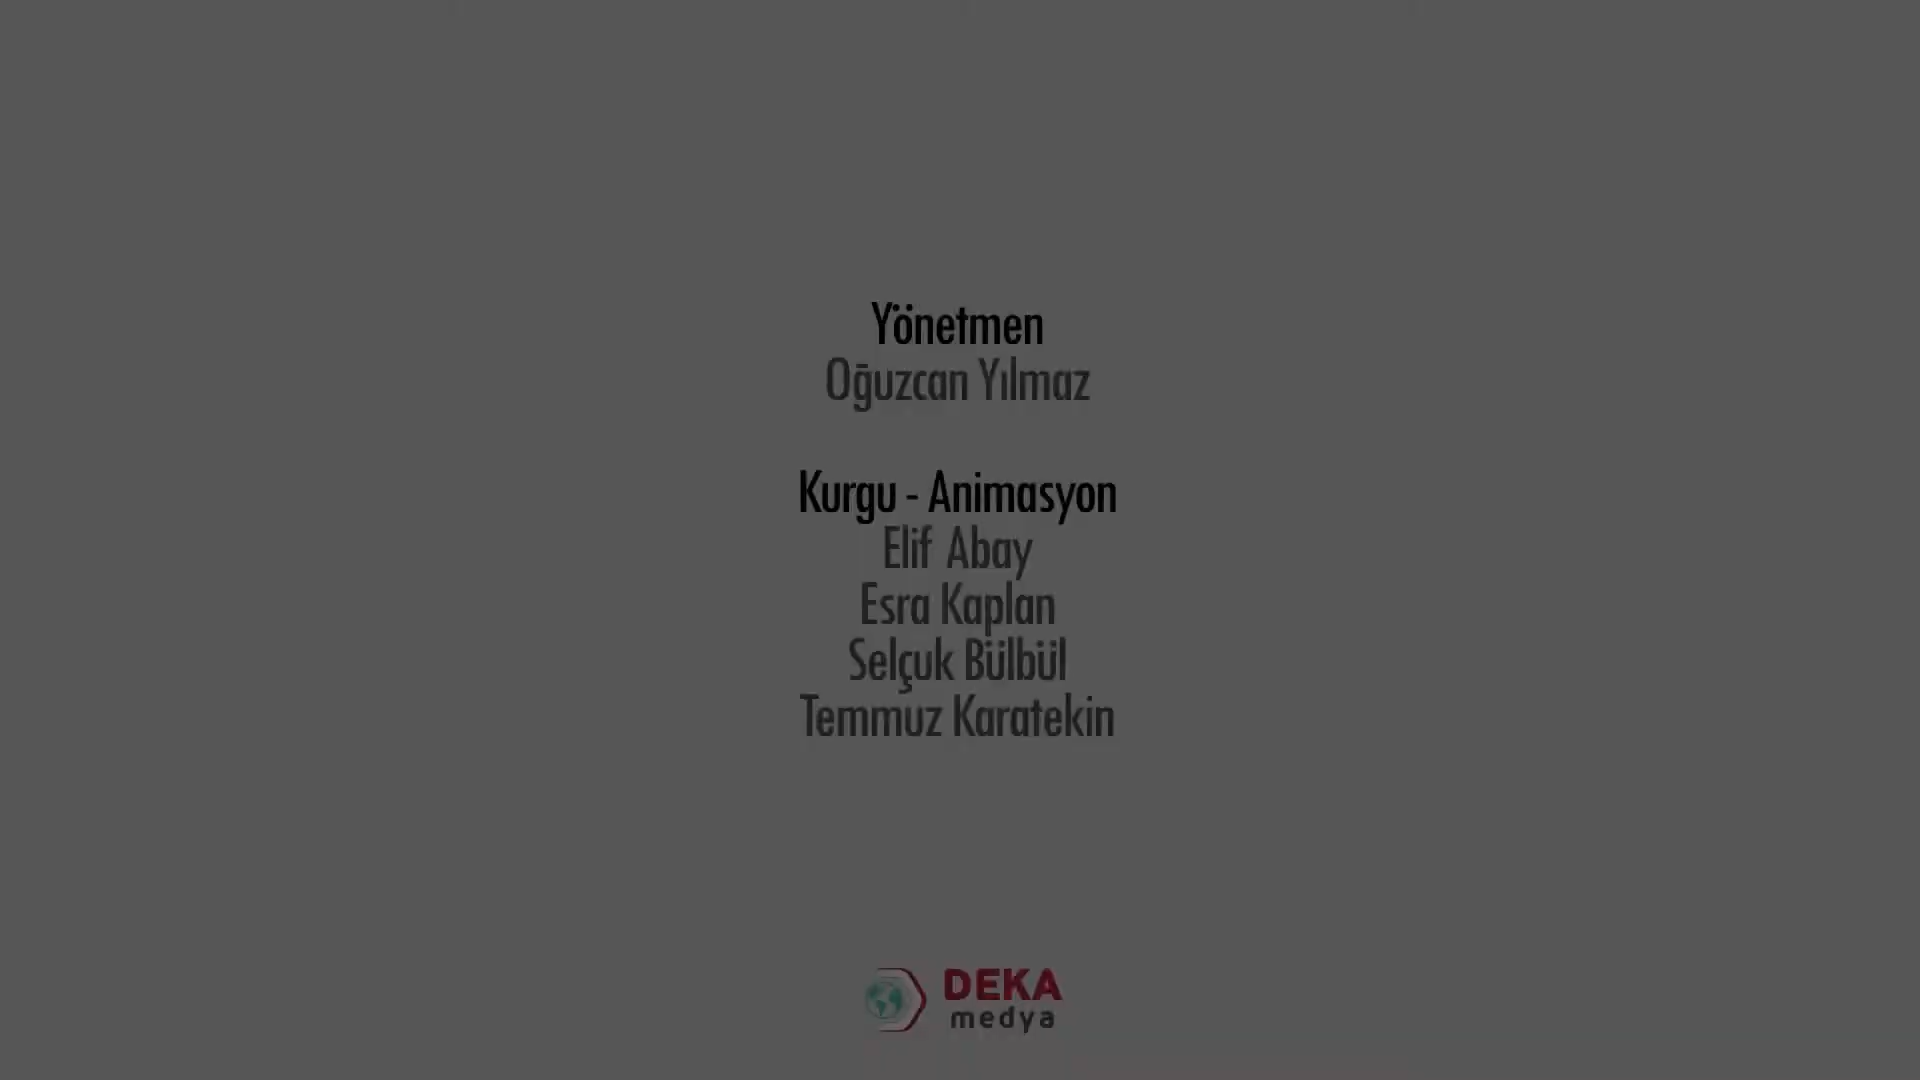 Yönetmen
Oğuzcan Yılmaz
Kurgu - Animasyon
Elif Abay
Esra Kaplan
Selçuk Bülbül
Temmuz Karatekin
DEKA
medya